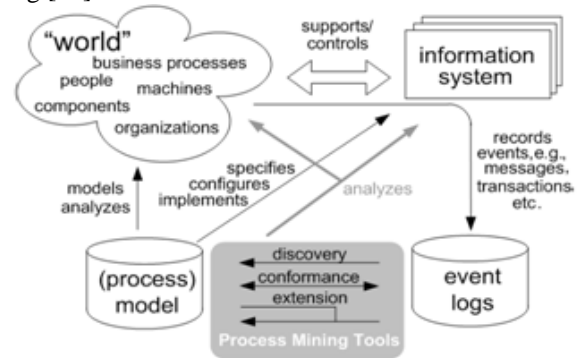 "world"
business processes
people
machines
components
organizations
supports/
controls
information
system
specifies
configures
implements
analyzes
records
events,e.g.,
messages,
transactions,
etc.
models
analyzes
(process)
model
discovery
conformance
extension
Process Mining Tools
event
logs